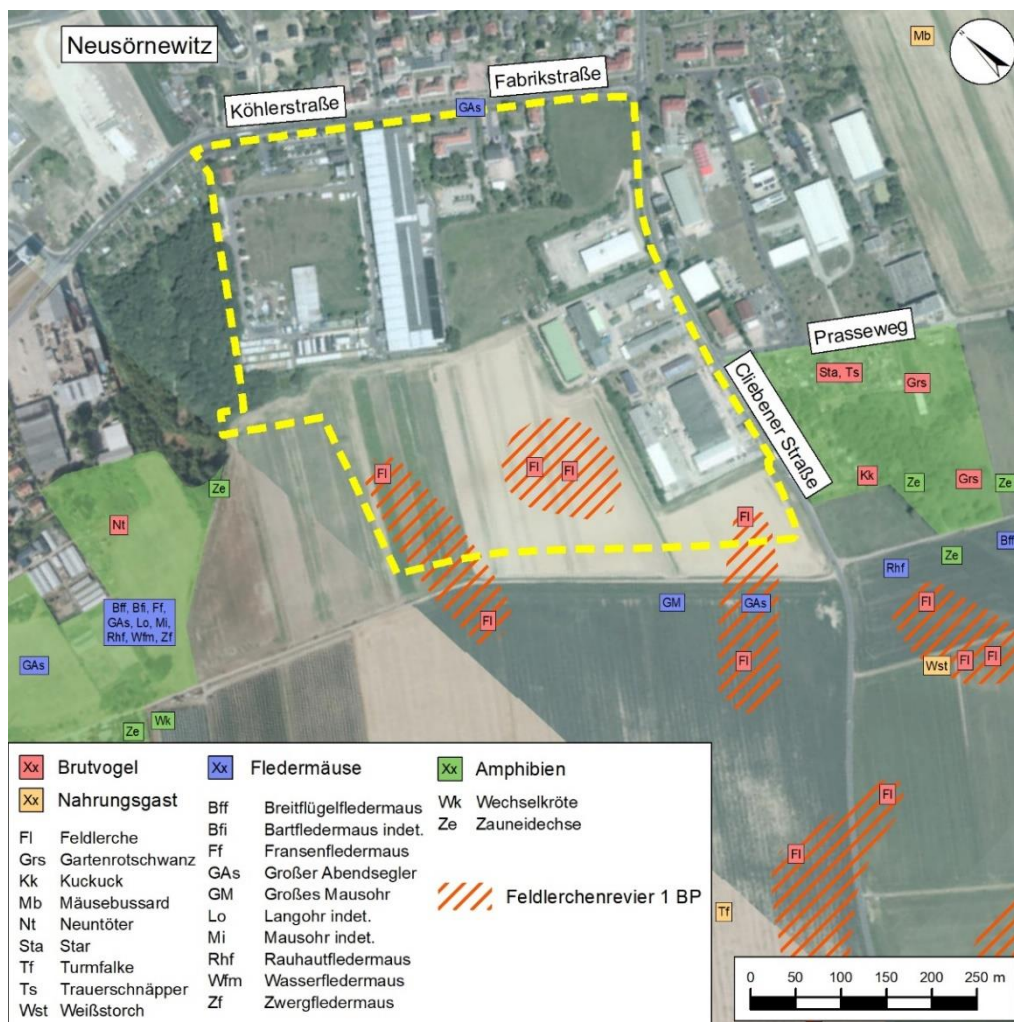 Neusörnewitz
Mb
N
Fabrikstraße
Köhlerstraße
GAs
Prasseweg
Sta, Ts
Grs
Cliebener Straße
Fl
Fl
Fl
Kk
Ze
Grs
Ze
Ze
Nt
Fl
Bff
Ze
Rhf
Bff, Bfi, Ff,
GAs, Lo, Mi,
Rhf, Wfm, Zf
GM
GAs
Fl
Fl
GAs
Fl
Wst
Fl
Fl
Wk
Ze
Fl
Fl
Tf
Xx Brutvogel
Xx Nahrungsgast
Fl Feldlerche
Grs Gartenrotschwanz
Kk Kuckuck
Mb Mäusebussard
Nt Neuntöter
Sta Star
Tf Turmfalke
Ts Trauerschnäpper
Wst Weißstorch
Xx Fledermäuse
Bff Breitflügelfledermaus
Bfi Bartfledermaus indet.
Ff Fransenfledermaus
GAs Großer Abendsegler
GM Großes Mausohr
Lo Langohr indet.
Mi Mausohr indet.
Rhf Rauhautfledermaus
Wfm Wasserfledermaus
Zf Zwergfledermaus
Xx Amphibien
Wk Wechselkröte
Ze Zauneidechse
Feldlerchenrevier 1 BP
0 50 100 150 200 250 m